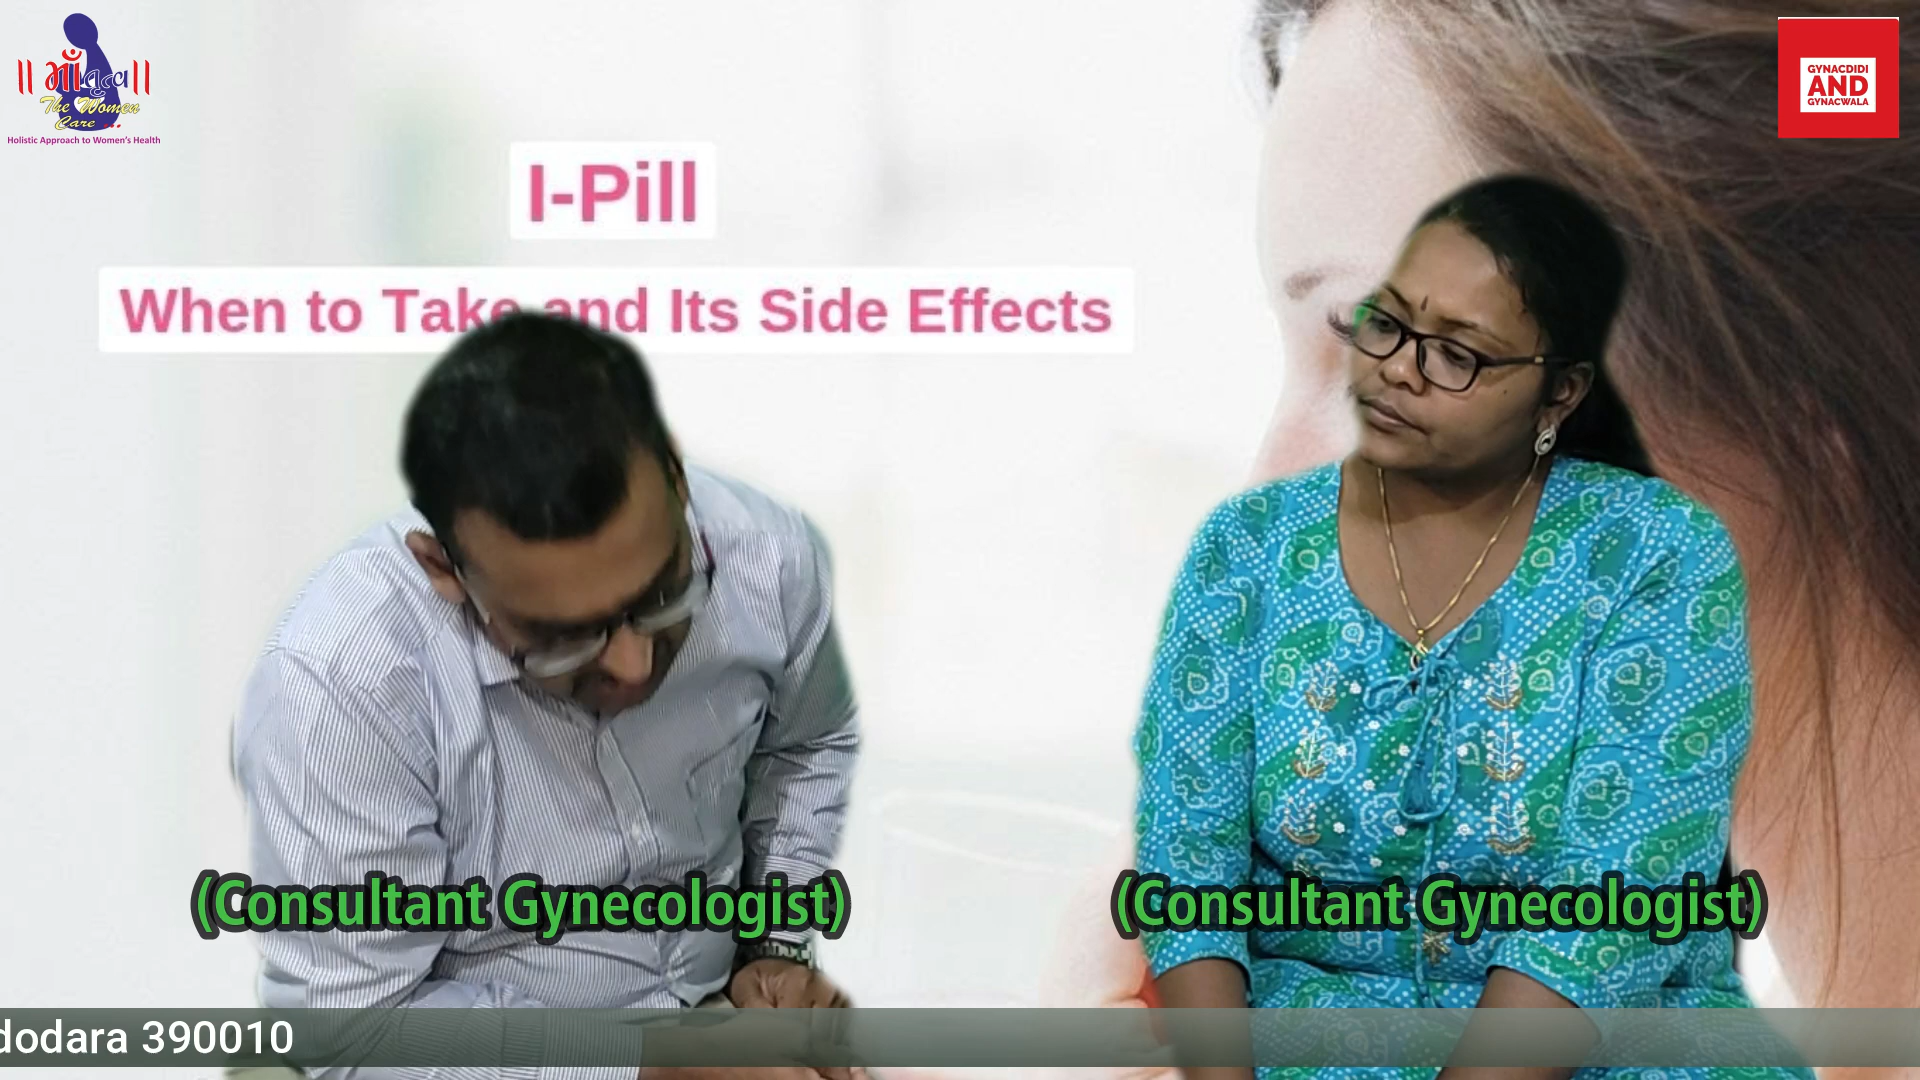 || माँतृत्व ||
The Women
Care ...
Holistic Approach to Women's Health
GYNACDIDI
AND
GYNACWALA
I-Pill
When to Take and Its Side Effects
(Consultant Gynecologist)
(Consultant Gynecologist)
dodara 390010